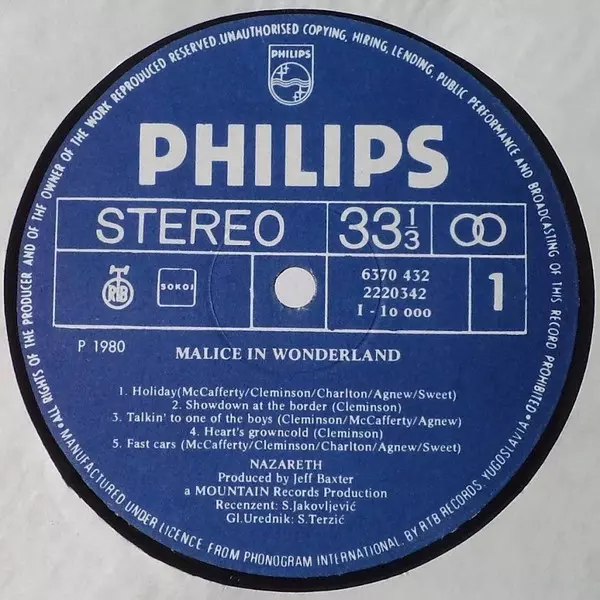 ALL RIGHTS OF THE PRODUCER AND OF THE OWNER OF THE WORK REPRODUCED RESERVED. UNAUTHORISED COPYING, HIRING, LENDING, PUBLIC PERFORMANCE AND BROADCASTING OF THIS RECORD PROHIBITED.
PHILIPS
PHILIPS
STEREO 33 1/3
RTB SOKOJ
6370 432
2220342
I - 1o ooo
1
P 1980
MALICE IN WONDERLAND
1. Holiday(McCafferty/Cleminson/Charlton/Agnew/Sweet)
2. Showdown at the border (Cleminson)
3. Talkin' to one of the boys (Cleminson/McCafferty/Agnew)
4. Heart's growncold (Cleminson)
5. Fast cars (McCafferty/Cleminson/Charlton/Agnew/Sweet)
NAZARETH
Produced by Jeff Baxter
a MOUNTAIN Records Production
Recenzent: S.Jakovljević
Gl.Urednik: S.Terzić
MANUFACTURED UNDER LICENCE FROM PHONOGRAM INTERNATIONAL, BY RTB RECORDS, YUGOSLAVIA